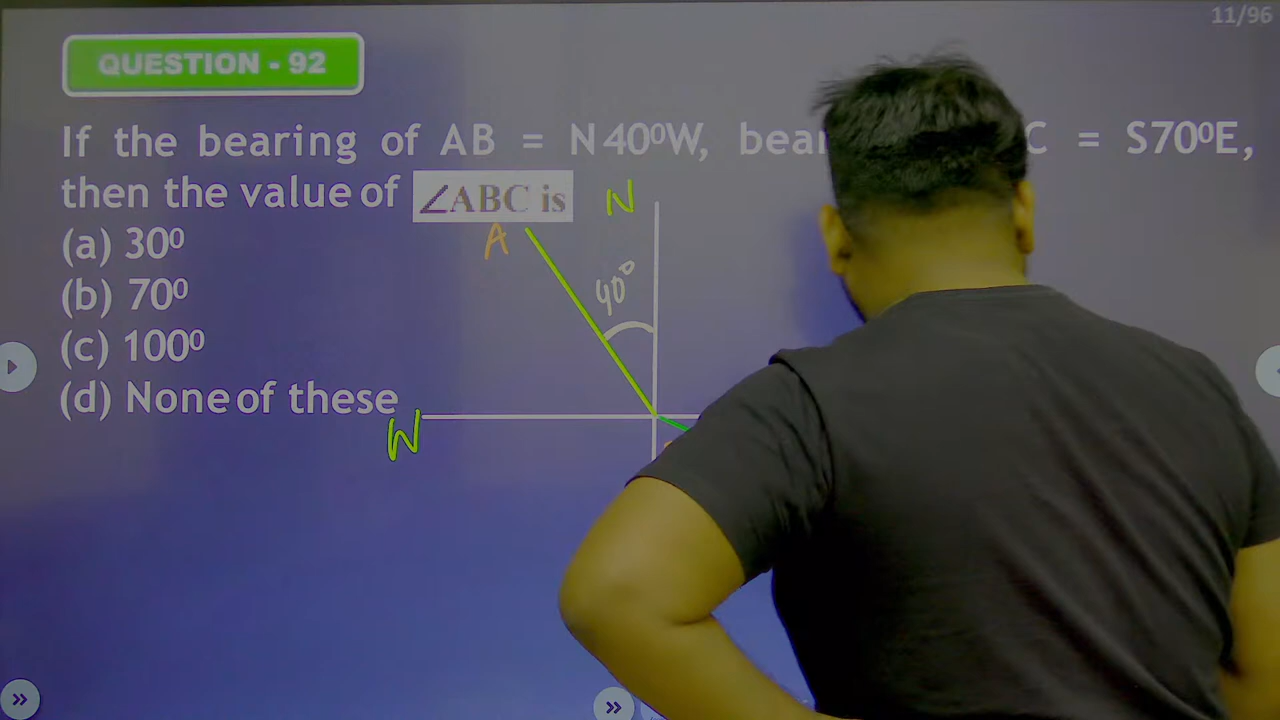 11/96
QUESTION - 92
If the bearing of AB = N40⁰W, bear C = S70⁰E,
then the value of ∠ABC is
N
(a) 30⁰
A
(b) 70⁰
40°
(c) 100⁰
(d) None of these
W